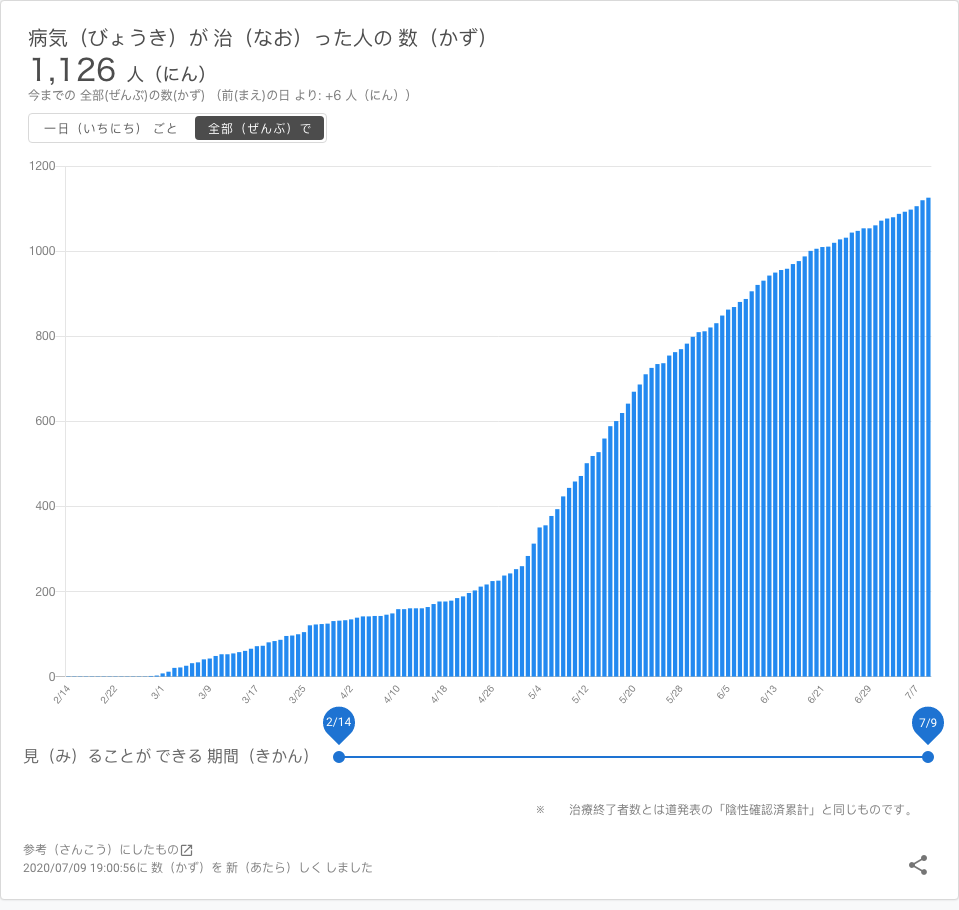 病気（びょうき）が 治（なお）った人の 数（かず）
1,126 人（にん）
今までの 全部(ぜんぶ)の数(かず) （前(まえ)の日 より: +6 人（にん））
一日（いちにち） ごと 全部（ぜんぶ）で
1200
1000
800
600
400
200
0
2/14 2/22 3/1 3/9 3/17 3/25 4/2 4/10 4/18 4/26 5/4 5/12 5/20 5/28 6/5 6/13 6/21 6/29 7/7
2/14 7/9
見（み）ることが できる 期間（きかん）
※ 治療終了者数とは道発表の「陰性確認済累計」と同じものです。
参考（さんこう）にしたもの
2020/07/09 19:00:56に 数（かず）を 新（あたら）しく しました